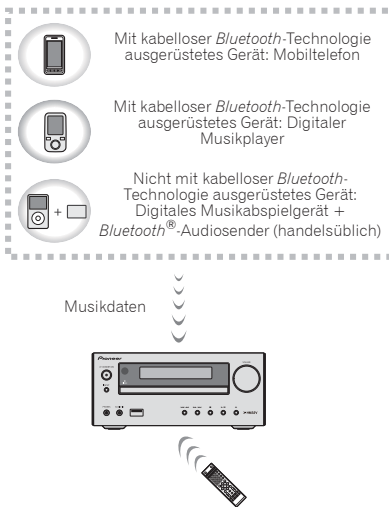 Mit kabelloser Bluetooth-Technologie
ausgerüstetes Gerät: Mobiltelefon
Mit kabelloser Bluetooth-Technologie
ausgerüstetes Gerät: Digitaler
Musikplayer
Nicht mit kabelloser Bluetooth-
Technologie ausgerüstetes Gerät:
Digitales Musikabspielgerät +
Bluetooth®-Audiosender (handelsüblich)
+
Musikdaten
Pioneer